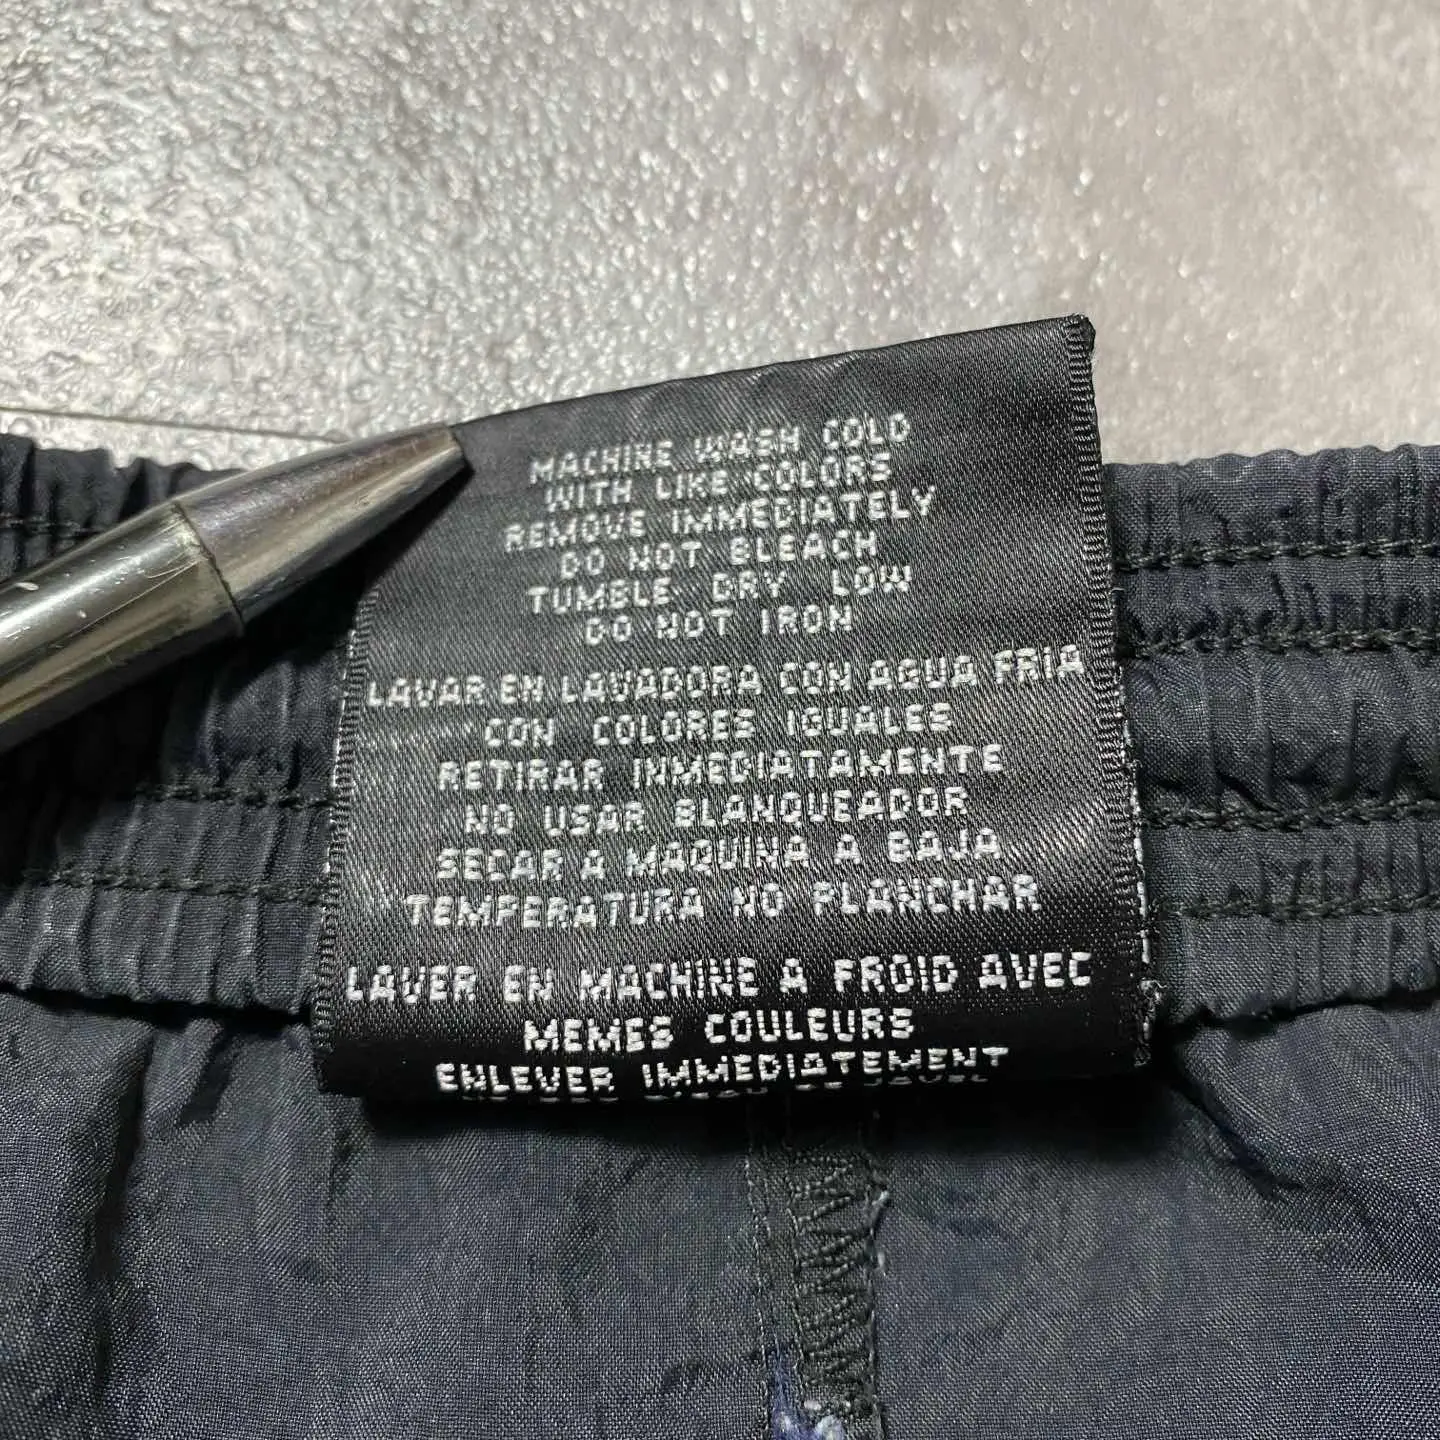 MACHINE WASH COLD
WITH LIKE COLORS
REMOVE IMMEDIATELY
DO NOT BLEACH
TUMBLE DRY LOW
DO NOT IRON
LAVAR EN LAVADORA CON AGUA FRIA
CON COLORES IGUALES
RETIRAR INMEDIATAMENTE
NO USAR BLANQUEADOR
SECAR A MAQUINA A BAJA
TEMPERATURA NO PLANCHAR
LAVER EN MACHINE A FROID AVEC
MEMES COULEURS
ENLEVER IMMEDIATEMENT